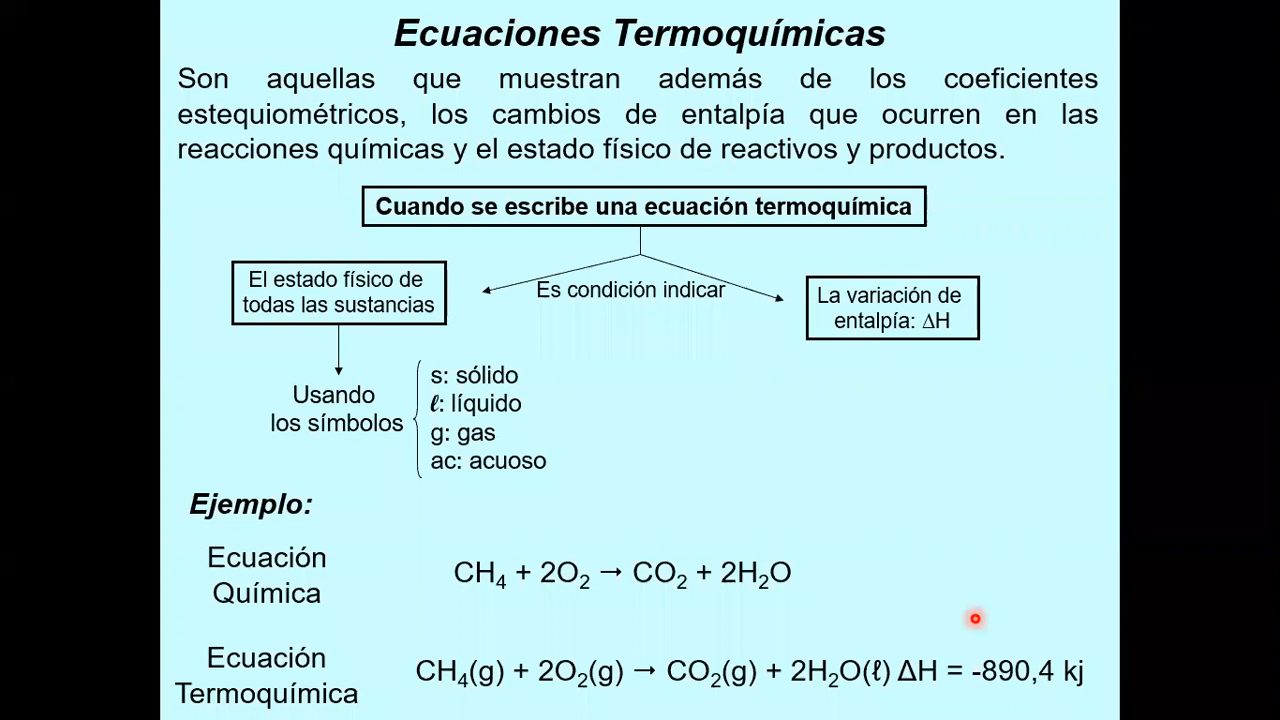 Ecuaciones Termoquímicas
Son aquellas que muestran además de los coeficientes
estequiométricos, los cambios de entalpía que ocurren en las
reacciones químicas y el estado físico de reactivos y productos.
Cuando se escribe una ecuación termoquímica
El estado físico de
todas las sustancias
Es condición indicar
La variación de
entalpía: ΔH
Usando
los símbolos
s: sólido
ℓ: líquido
g: gas
ac: acuoso
Ejemplo:
Ecuación
Química
CH₄ + 2O₂ → CO₂ + 2H₂O
Ecuación
Termoquímica
CH₄(g) + 2O₂(g) → CO₂(g) + 2H₂O(ℓ) ΔH = -890,4 kj